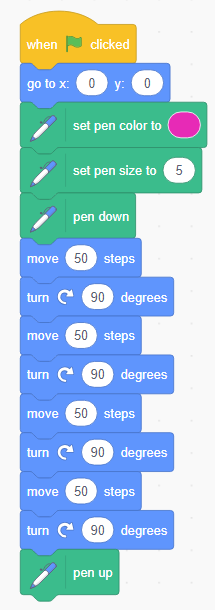 when clicked
go to x: 0 y: 0
set pen color to
set pen size to 5
pen down
move 50 steps
turn 90 degrees
move 50 steps
turn 90 degrees
move 50 steps
turn 90 degrees
move 50 steps
turn 90 degrees
pen up